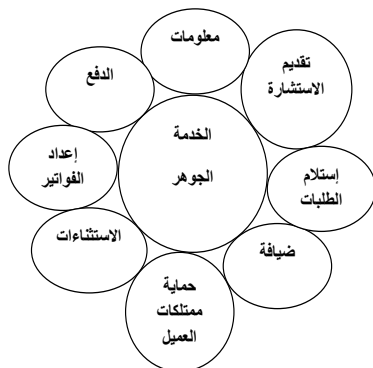 معلومات
تقديم
الاستشارة
الدفع
الخدمة
الجوهر
إعداد
الفواتير
إستلام
الطلبات
الاستثناءات
ضيافة
حماية
ممتلكات
العميل